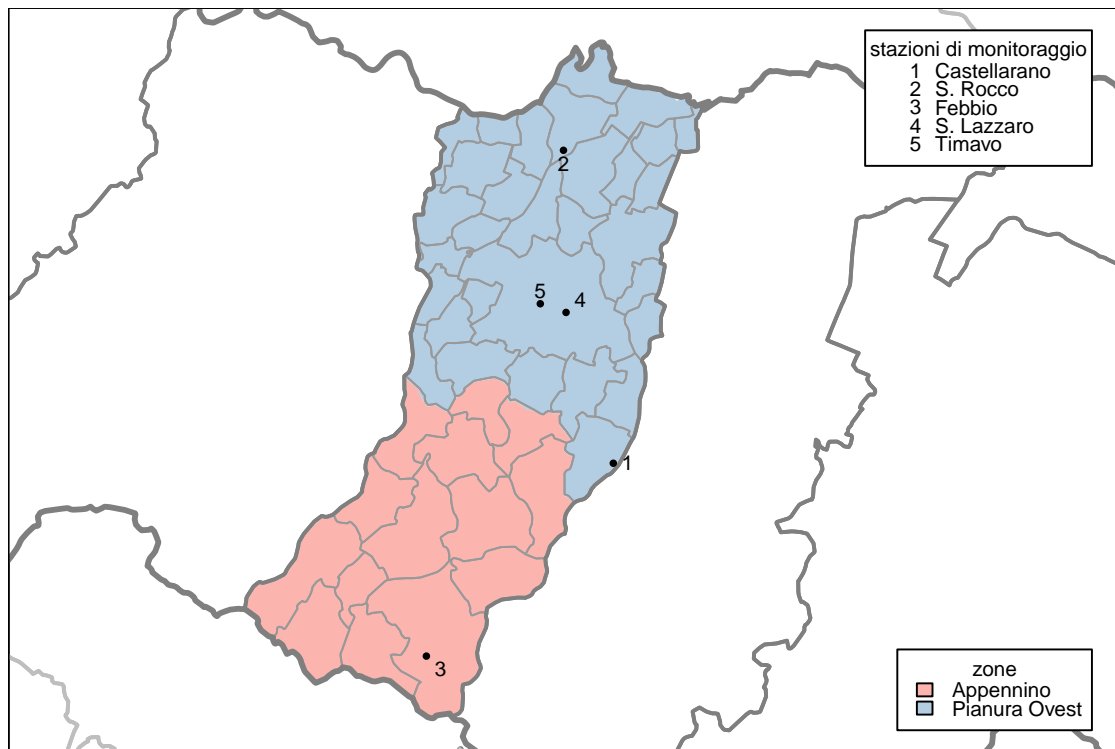 stazioni di monitoraggio
1 Castellarano
2 S. Rocco
3 Febbio
4 S. Lazzaro
5 Timavo
2
5
4
1
3
zone
Appennino
Pianura Ovest